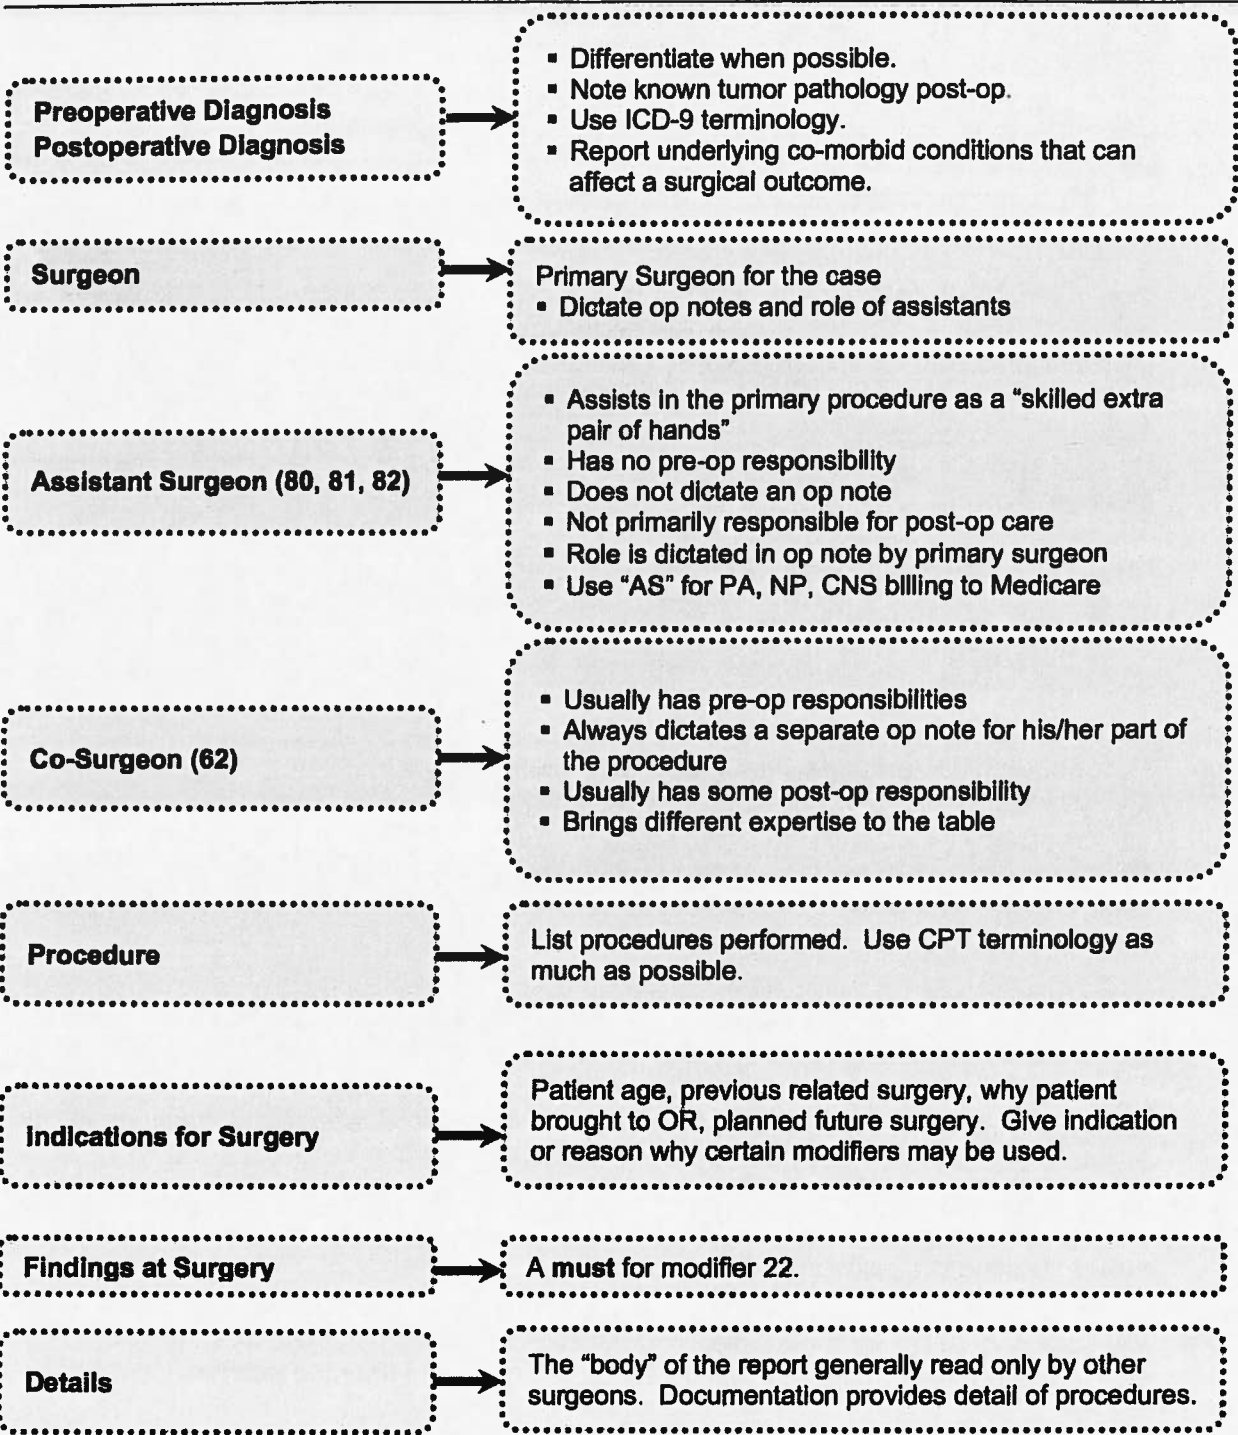 Preoperative Diagnosis
Postoperative Diagnosis
▪ Differentiate when possible.
▪ Note known tumor pathology post-op.
▪ Use ICD-9 terminology.
▪ Report underlying co-morbid conditions that can
affect a surgical outcome.
Surgeon
Primary Surgeon for the case
▪ Dictate op notes and role of assistants
Assistant Surgeon (80, 81, 82)
▪ Assists in the primary procedure as a “skilled extra
pair of hands”
▪ Has no pre-op responsibility
▪ Does not dictate an op note
▪ Not primarily responsible for post-op care
▪ Role is dictated in op note by primary surgeon
▪ Use “AS” for PA, NP, CNS billing to Medicare
Co-Surgeon (62)
▪ Usually has pre-op responsibilities
▪ Always dictates a separate op note for his/her part of
the procedure
▪ Usually has some post-op responsibility
▪ Brings different expertise to the table
Procedure
List procedures performed. Use CPT terminology as
much as possible.
Indications for Surgery
Patient age, previous related surgery, why patient
brought to OR, planned future surgery. Give indication
or reason why certain modifiers may be used.
Findings at Surgery
A must for modifier 22.
Details
The “body” of the report generally read only by other
surgeons. Documentation provides detail of procedures.